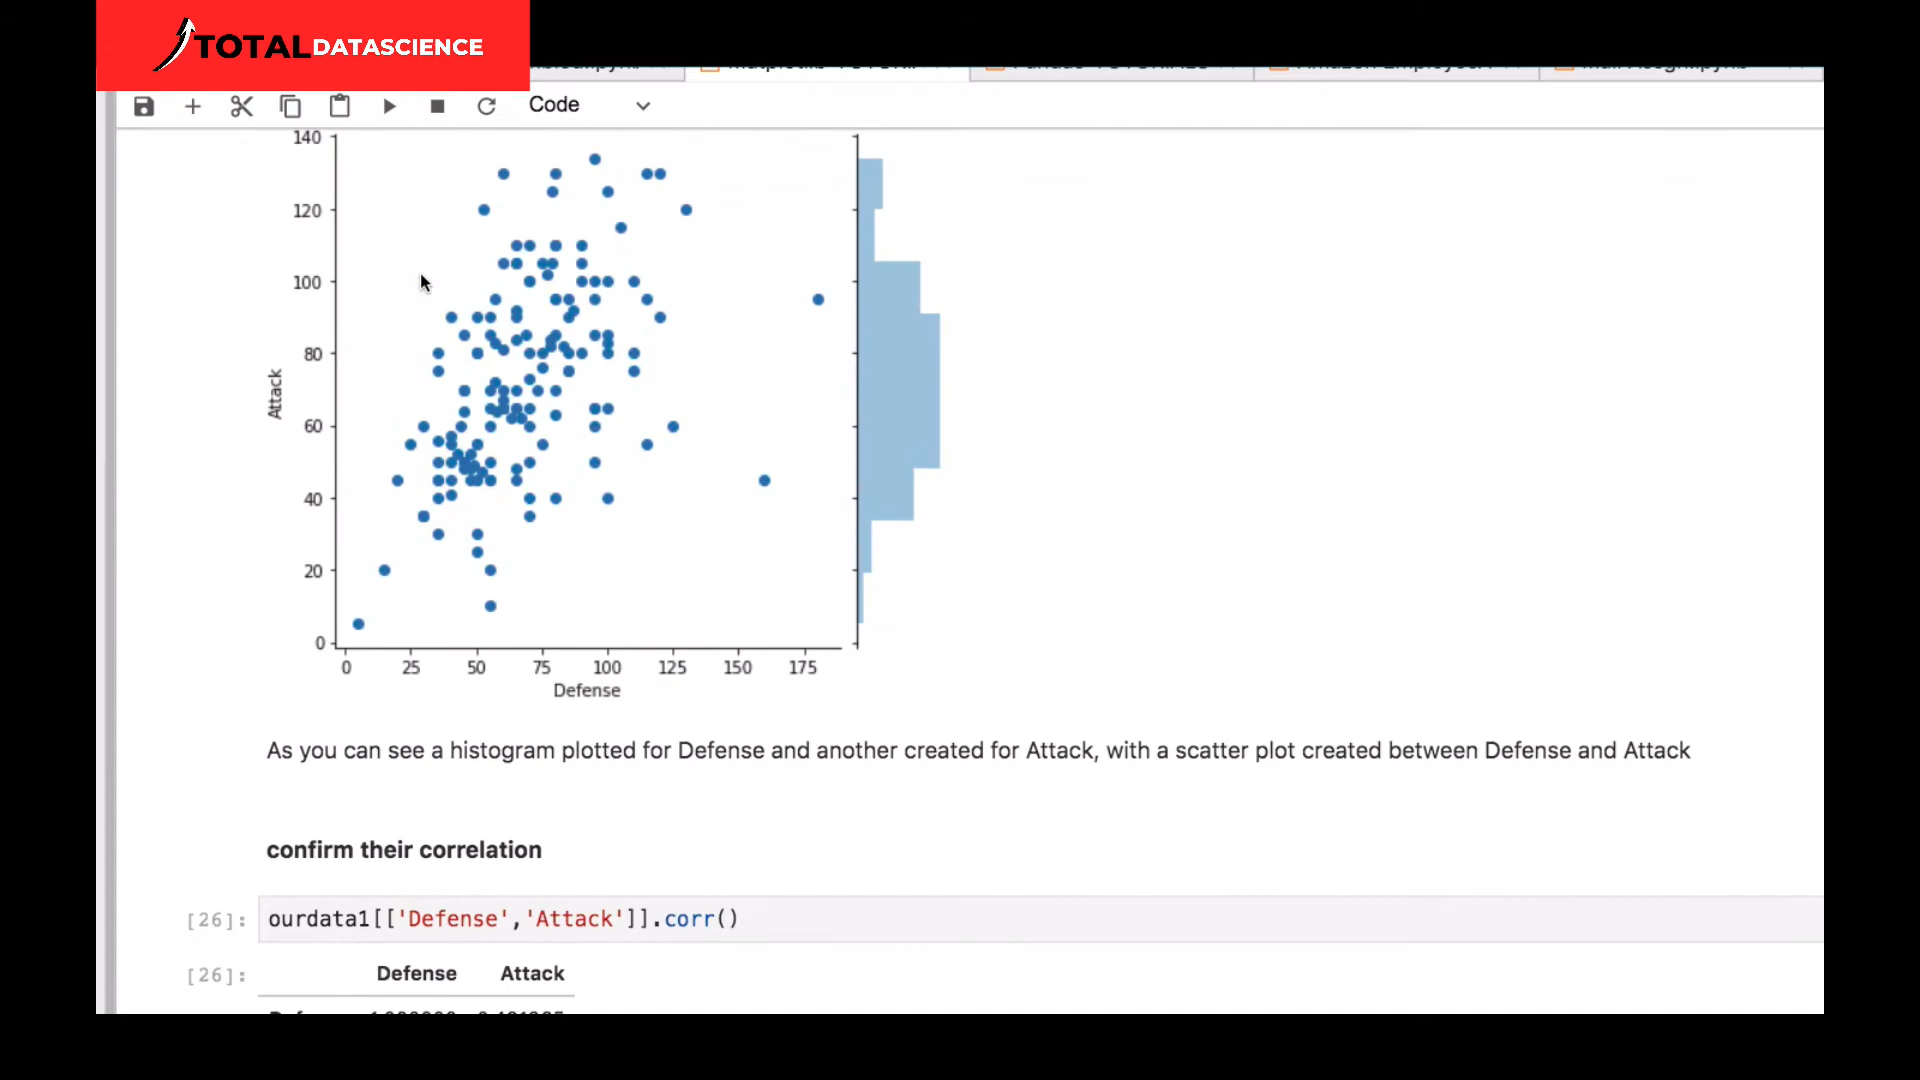 TOTAL DATASCIENCE
Code
140
120
100
80
60
40
20
0
Attack
0 25 50 75 100 125 150 175
Defense
As you can see a histogram plotted for Defense and another created for Attack, with a scatter plot created between Defense and Attack
confirm their correlation
[26]: ourdata1[['Defense','Attack']].corr()
[26]: Defense Attack